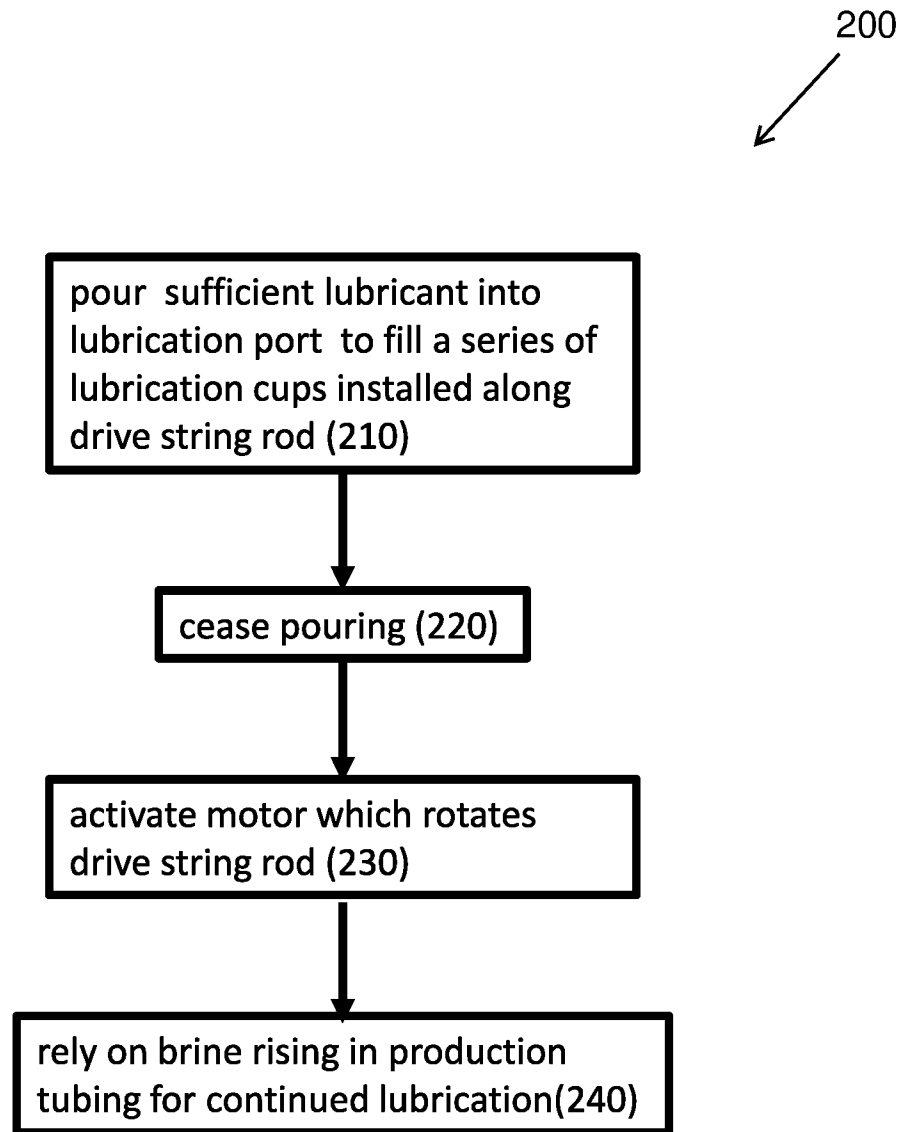 200
pour sufficient lubricant into
lubrication port to fill a series of
lubrication cups installed along
drive string rod (210)
cease pouring (220)
activate motor which rotates
drive string rod (230)
rely on brine rising in production
tubing for continued lubrication(240)